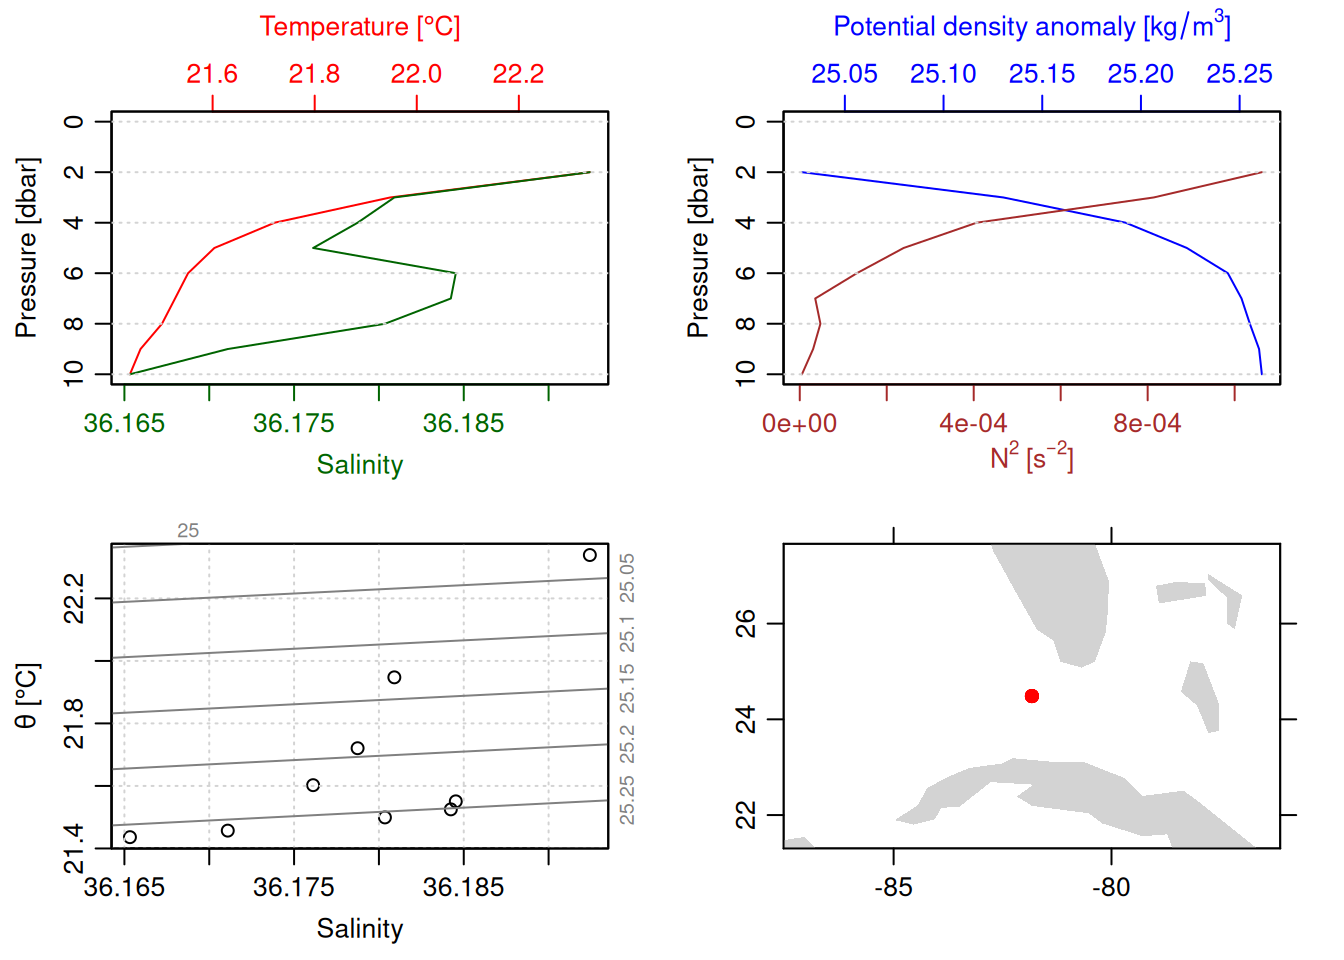 Temperature [°C]
21.6 21.8 22.0 22.2
Pressure [dbar]
0 2 4 6 8 10
36.165 36.175 36.185
Salinity
Potential density anomaly [kg/m³]
25.05 25.10 25.15 25.20 25.25
Pressure [dbar]
0 2 4 6 8 10
0e+00 4e-04 8e-04
N² [s⁻²]
25
θ [°C]
21.4 21.8 22.2
25.25 25.2 25.15 25.1 25.05
36.165 36.175 36.185
Salinity
26
24
22
-85 -80